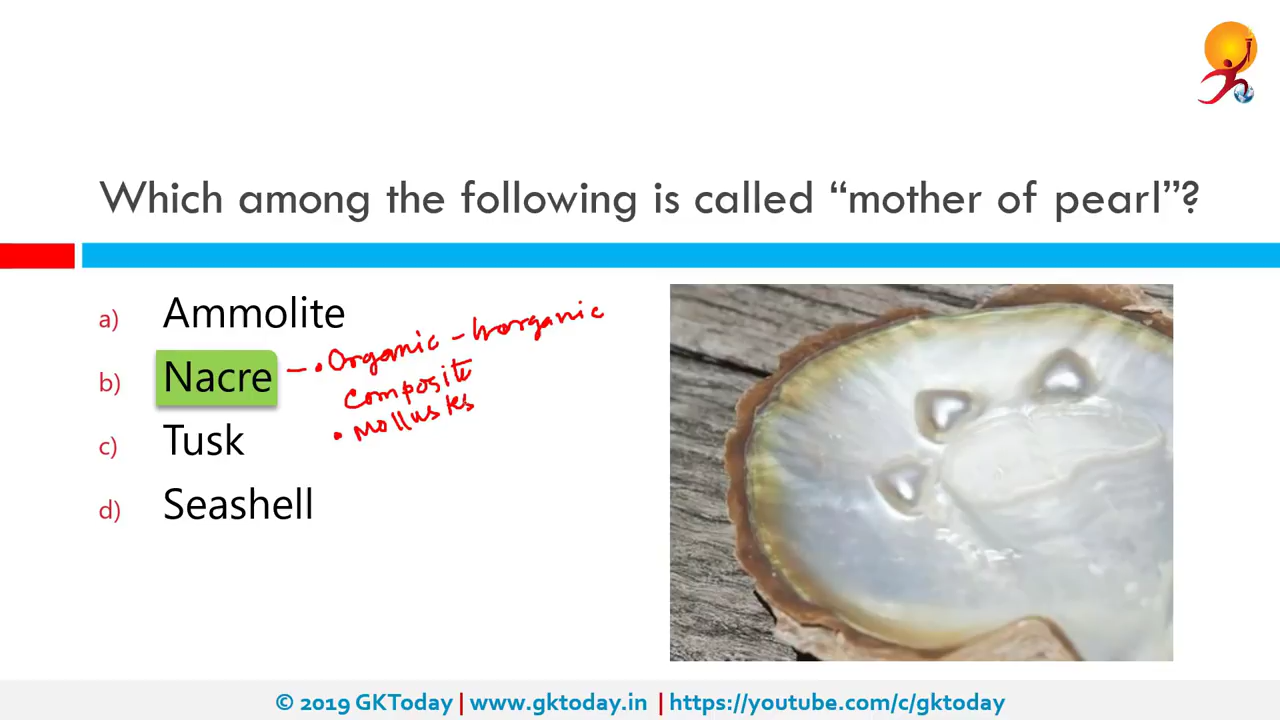 Which among the following is called “mother of pearl”?
a) Ammolite
b) Nacre – • Organic – Inorganic
composite
• mollustes
c) Tusk
d) Seashell
© 2019 GKToday | www.gktoday.in | https://youtube.com/c/gktoday